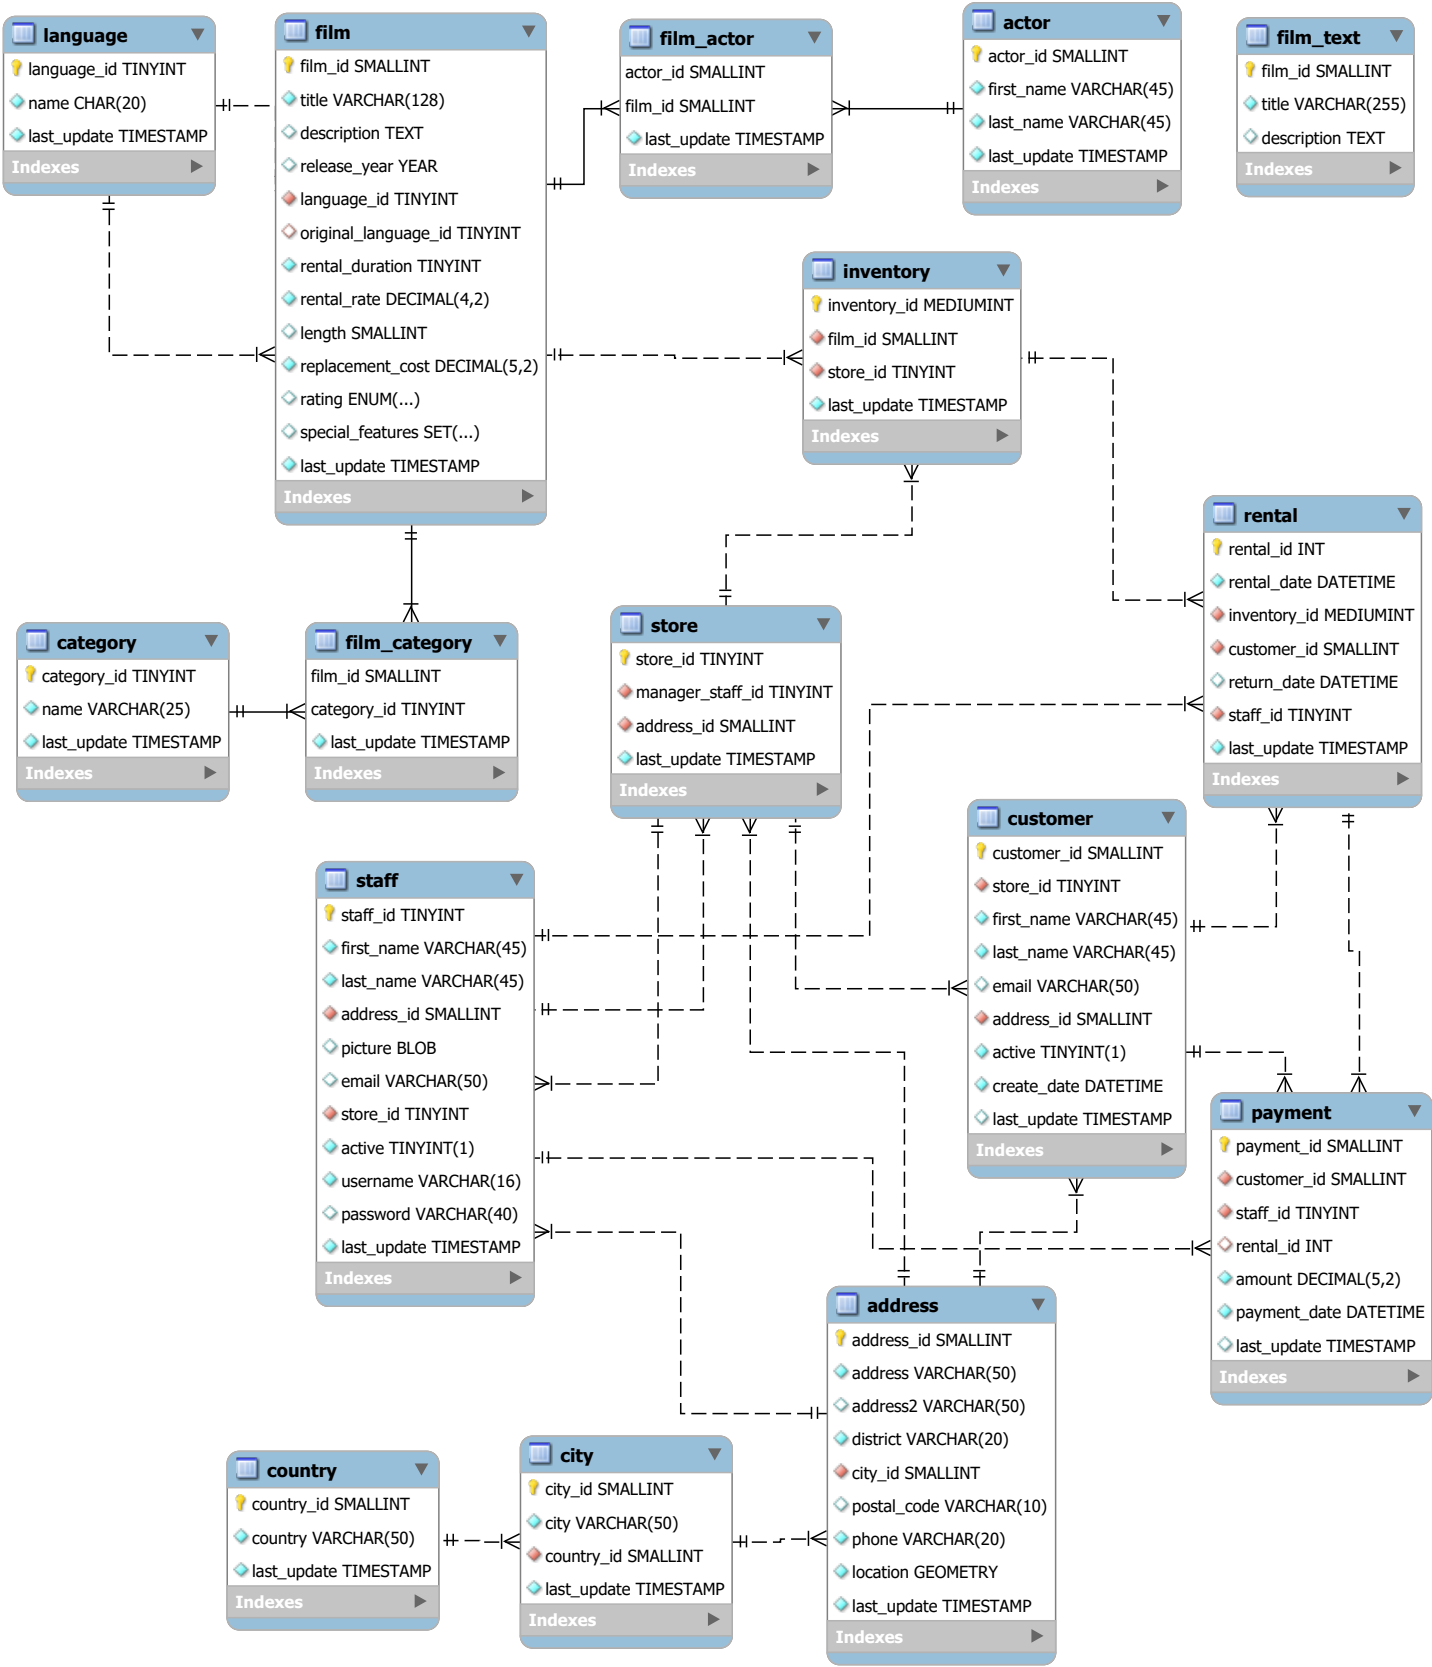 language
language_id TINYINT
name CHAR(20)
last_update TIMESTAMP
Indexes
film
film_id SMALLINT
title VARCHAR(128)
description TEXT
release_year YEAR
language_id TINYINT
original_language_id TINYINT
rental_duration TINYINT
rental_rate DECIMAL(4,2)
length SMALLINT
replacement_cost DECIMAL(5,2)
rating ENUM(...)
special_features SET(...)
last_update TIMESTAMP
Indexes
film_actor
actor_id SMALLINT
film_id SMALLINT
last_update TIMESTAMP
Indexes
actor
actor_id SMALLINT
first_name VARCHAR(45)
last_name VARCHAR(45)
last_update TIMESTAMP
Indexes
film_text
film_id SMALLINT
title VARCHAR(255)
description TEXT
Indexes
inventory
inventory_id MEDIUMINT
film_id SMALLINT
store_id TINYINT
last_update TIMESTAMP
Indexes
rental
rental_id INT
rental_date DATETIME
inventory_id MEDIUMINT
customer_id SMALLINT
return_date DATETIME
staff_id TINYINT
last_update TIMESTAMP
Indexes
category
category_id TINYINT
name VARCHAR(25)
last_update TIMESTAMP
Indexes
film_category
film_id SMALLINT
category_id TINYINT
last_update TIMESTAMP
Indexes
store
store_id TINYINT
manager_staff_id TINYINT
address_id SMALLINT
last_update TIMESTAMP
Indexes
customer
customer_id SMALLINT
store_id TINYINT
first_name VARCHAR(45)
last_name VARCHAR(45)
email VARCHAR(50)
address_id SMALLINT
active TINYINT(1)
create_date DATETIME
last_update TIMESTAMP
Indexes
staff
staff_id TINYINT
first_name VARCHAR(45)
last_name VARCHAR(45)
address_id SMALLINT
picture BLOB
email VARCHAR(50)
store_id TINYINT
active TINYINT(1)
username VARCHAR(16)
password VARCHAR(40)
last_update TIMESTAMP
Indexes
payment
payment_id SMALLINT
customer_id SMALLINT
staff_id TINYINT
rental_id INT
amount DECIMAL(5,2)
payment_date DATETIME
last_update TIMESTAMP
Indexes
address
address_id SMALLINT
address VARCHAR(50)
address2 VARCHAR(50)
district VARCHAR(20)
city_id SMALLINT
postal_code VARCHAR(10)
phone VARCHAR(20)
location GEOMETRY
last_update TIMESTAMP
Indexes
country
country_id SMALLINT
country VARCHAR(50)
last_update TIMESTAMP
Indexes
city
city_id SMALLINT
city VARCHAR(50)
country_id SMALLINT
last_update TIMESTAMP
Indexes